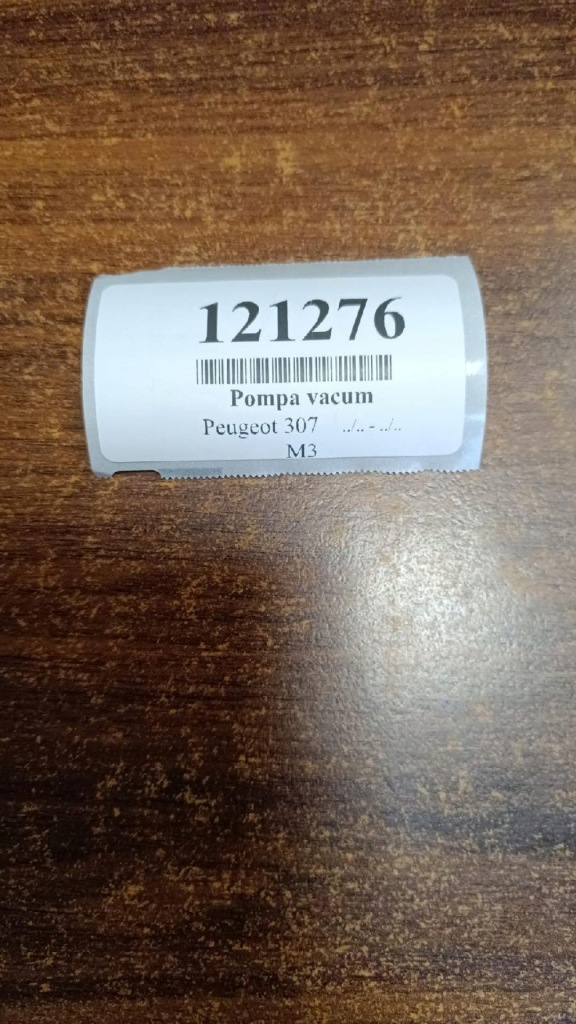 121276
Pompa vacum
Peugeot 307 ../.. - ../..
M3